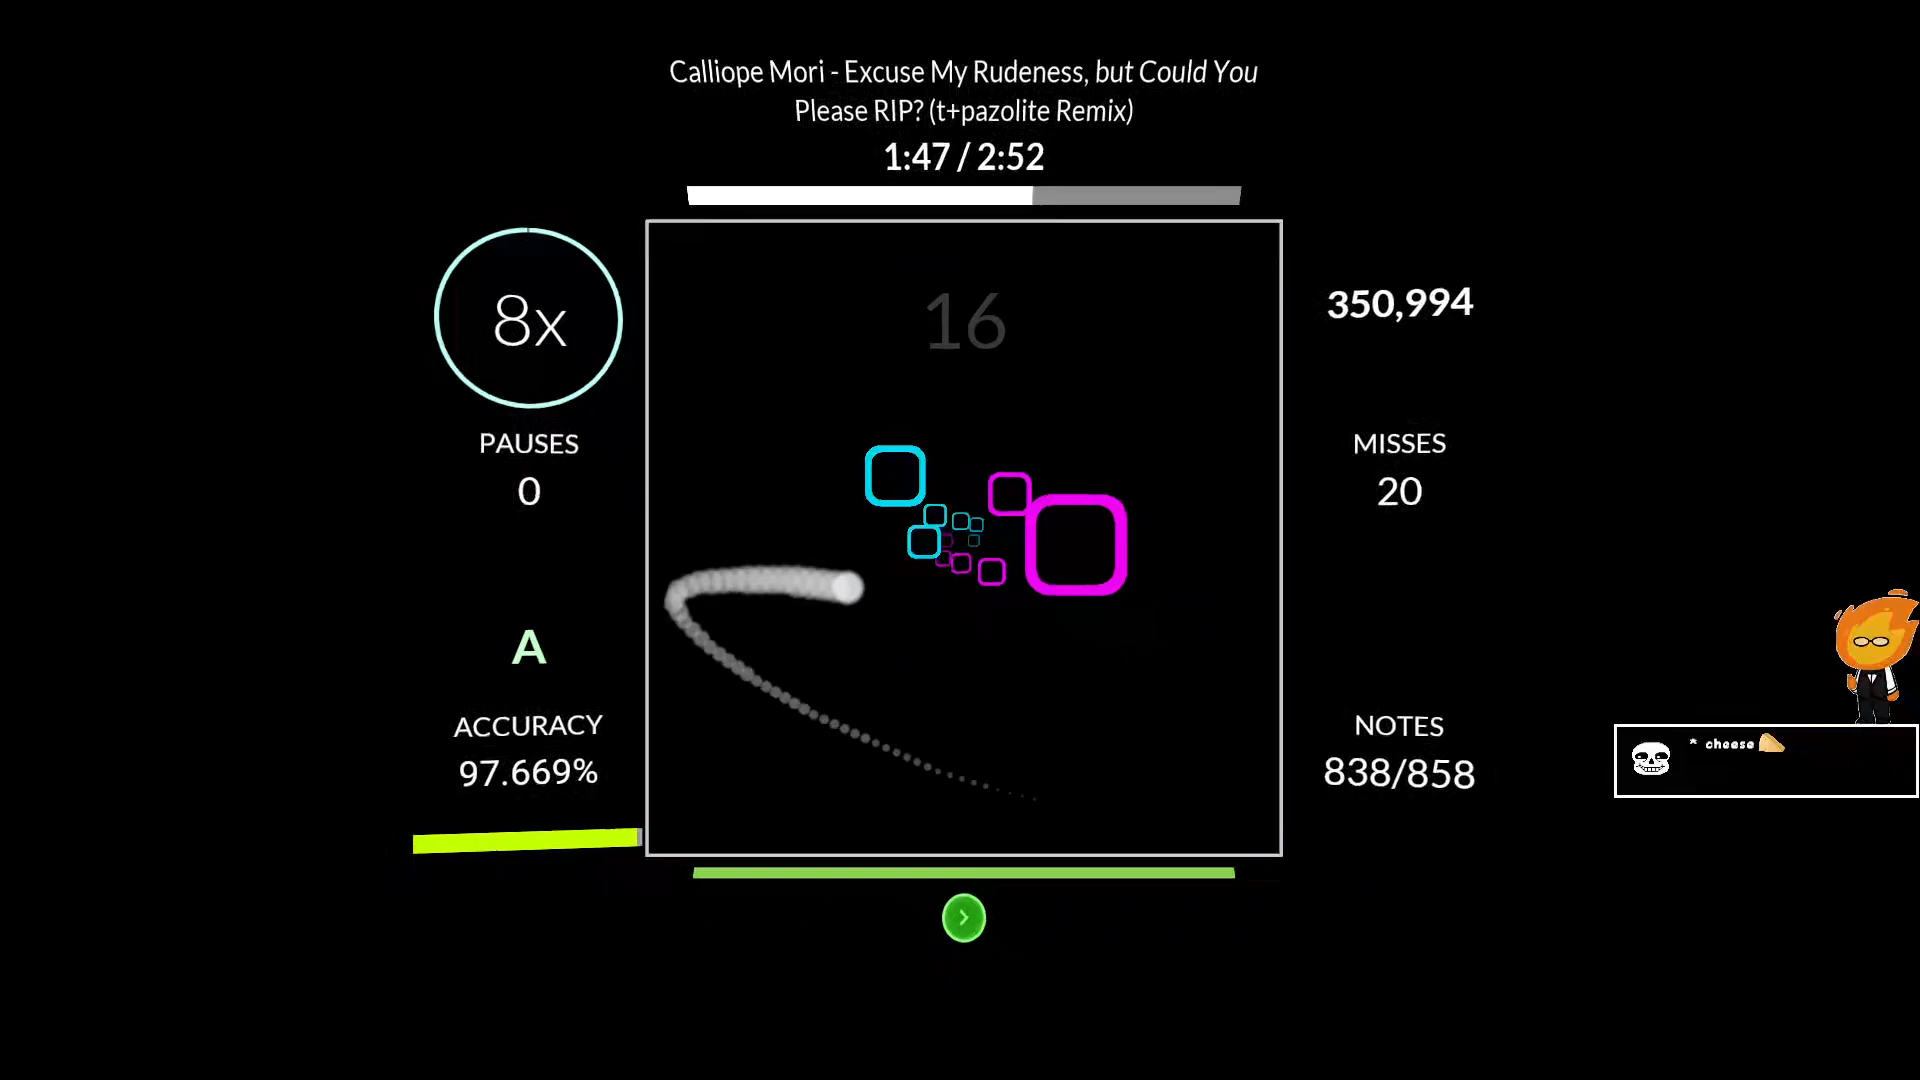 Calliope Mori - Excuse My Rudeness, but Could You
Please RIP? (t+pazolite Remix)
1:47 / 2:52
8x
16
350,994
PAUSES
0
MISSES
20
A
ACCURACY
97.669%
NOTES
838/858
* cheese